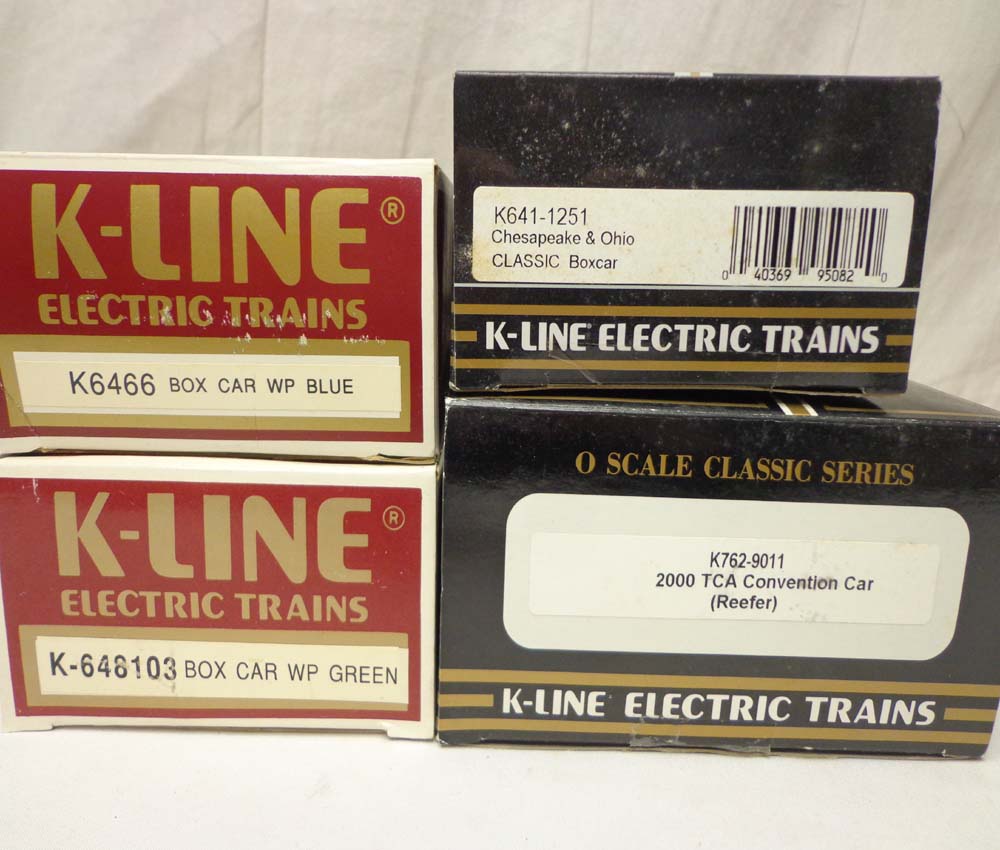 K-LINE®
ELECTRIC TRAINS
K6466 BOX CAR WP BLUE
K-LINE®
ELECTRIC TRAINS
K-648103 BOX CAR WP GREEN
K641-1251
Chesapeake & Ohio
CLASSIC Boxcar
0 40369 95082 0
K-LINE ELECTRIC TRAINS
O SCALE CLASSIC SERIES
K762-9011
2000 TCA Convention Car
(Reefer)
K-LINE ELECTRIC TRAINS